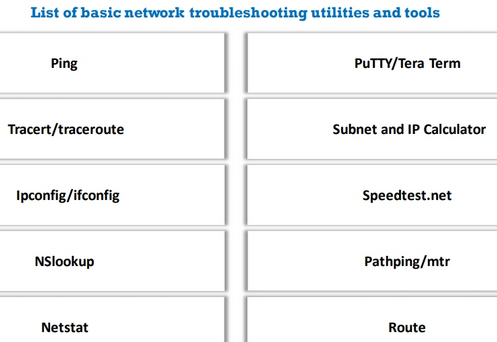 List of basic network troubleshooting utilities and tools
Ping
PuTTY/Tera Term
Tracert/traceroute
Subnet and IP Calculator
Ipconfig/ifconfig
Speedtest.net
NSlookup
Pathping/mtr
Netstat
Route